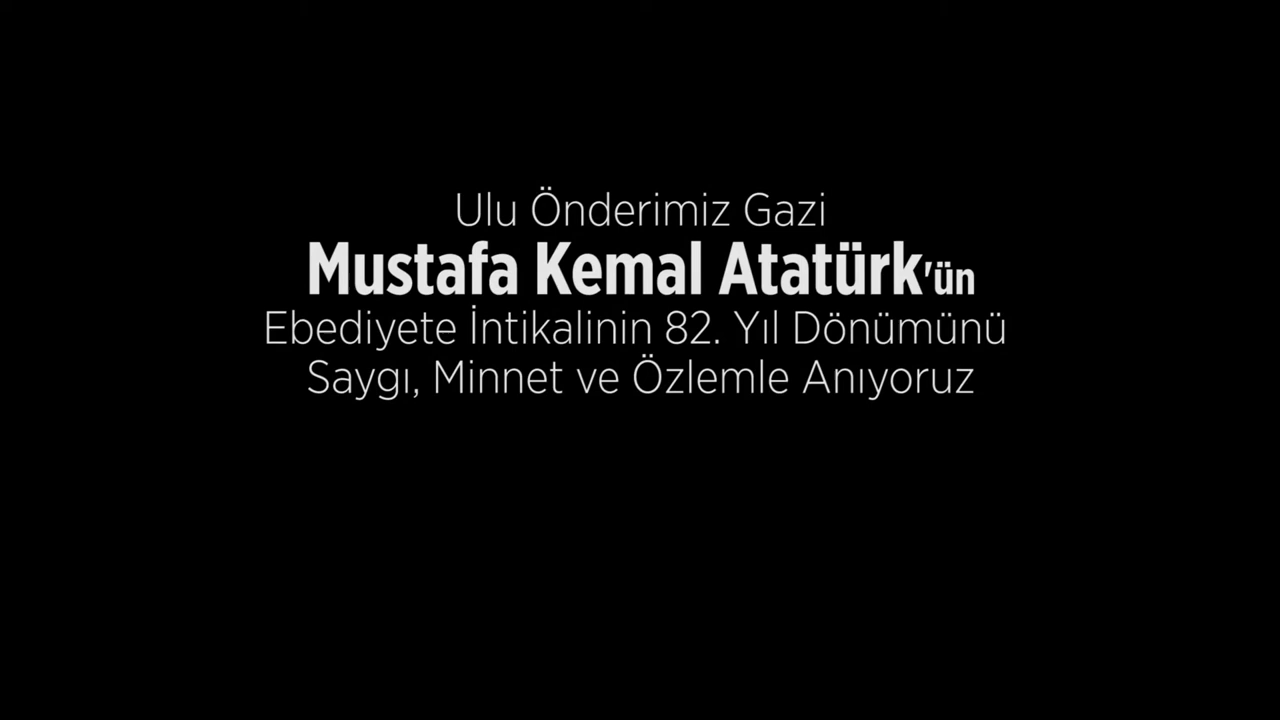 Ulu Önderimiz Gazi
Mustafa Kemal Atatürk'ün
Ebediyete İntikalinin 82. Yıl Dönümünü
Saygı, Minnet ve Özlemle Anıyoruz